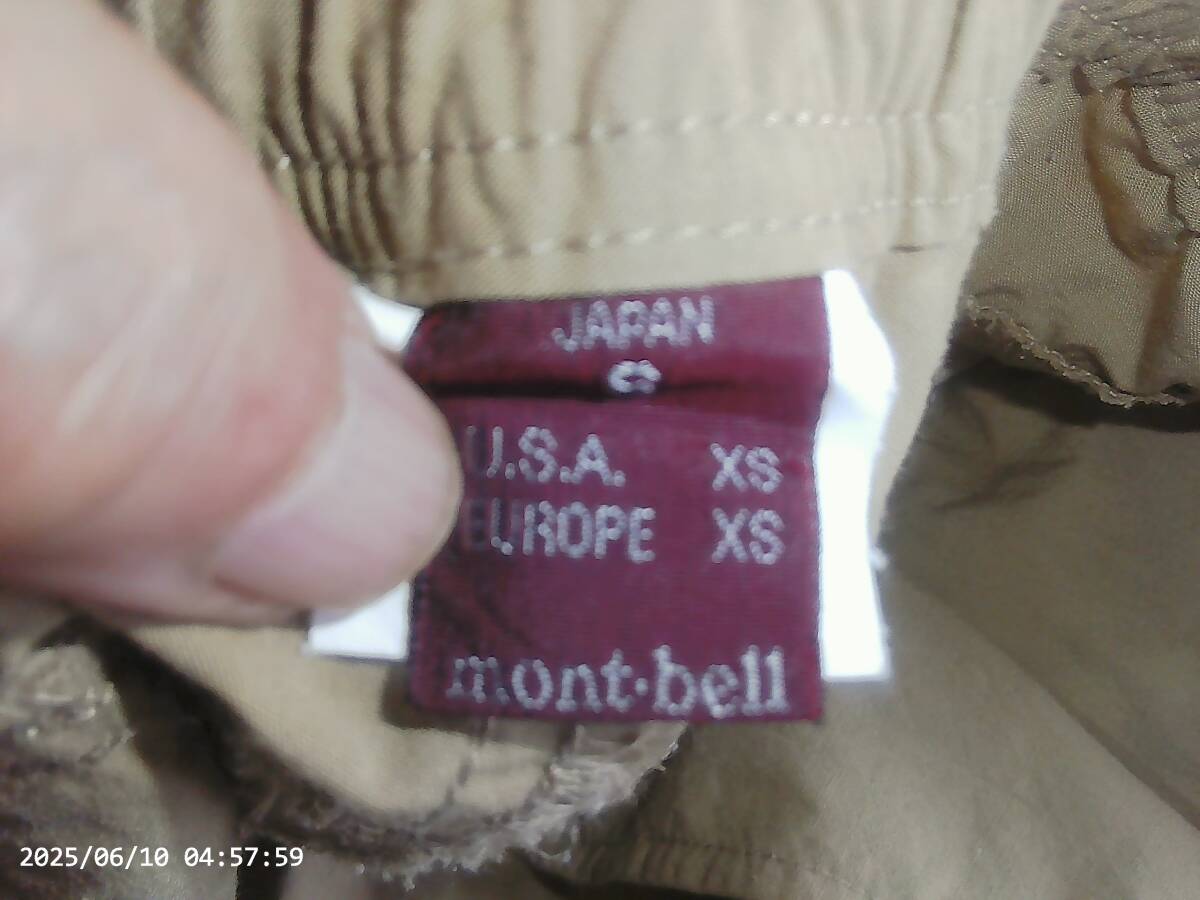 JAPAN
S
U.S.A. XS
EUROPE XS
mont·bell
2025/06/10 04:57:59